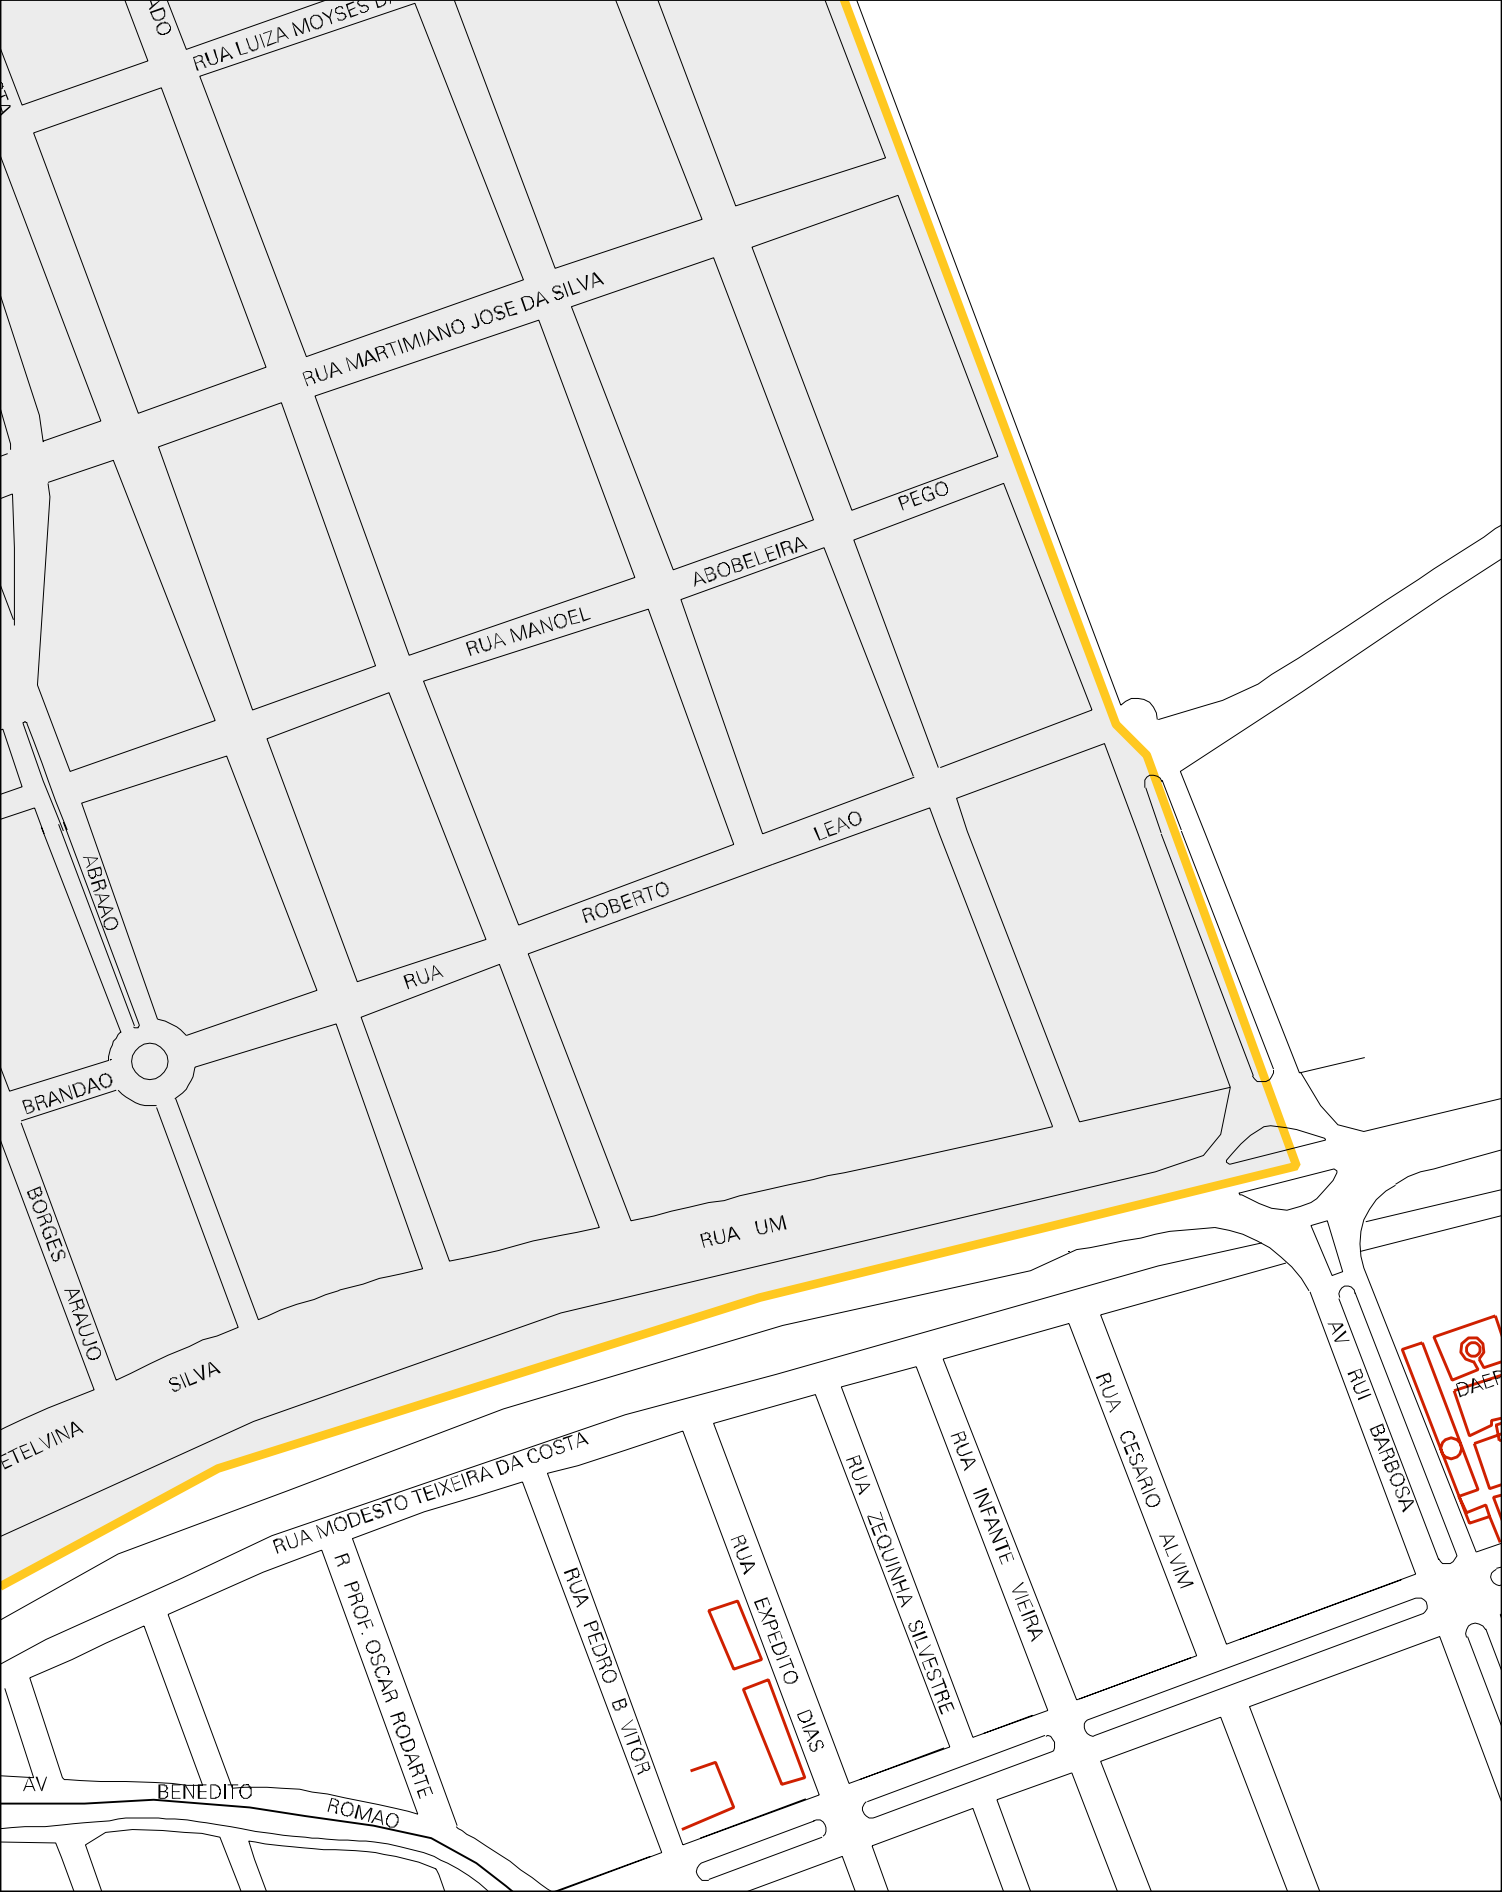 RUA LUIZA MOYSES
RUA MARTIMIANO JOSE DA SILVA
PEGO
ABOBELEIRA
RUA MANOEL
LEAO
ROBERTO
RUA
ABRAAO
BRANDAO
BORGES ARAUJO
RUA UM
SILVA
ETELVINA
AV RUI BARBOSA
RUA CESARIO ALVIM
RUA INFANTE VIEIRA
RUA ZEQUINHA SILVESTRE
RUA EXPEDITO DIAS
RUA PEDRO B VITOR
RUA MODESTO TEIXEIRA DA COSTA
R PROF. OSCAR RODARTE
AV BENEDITO ROMAO